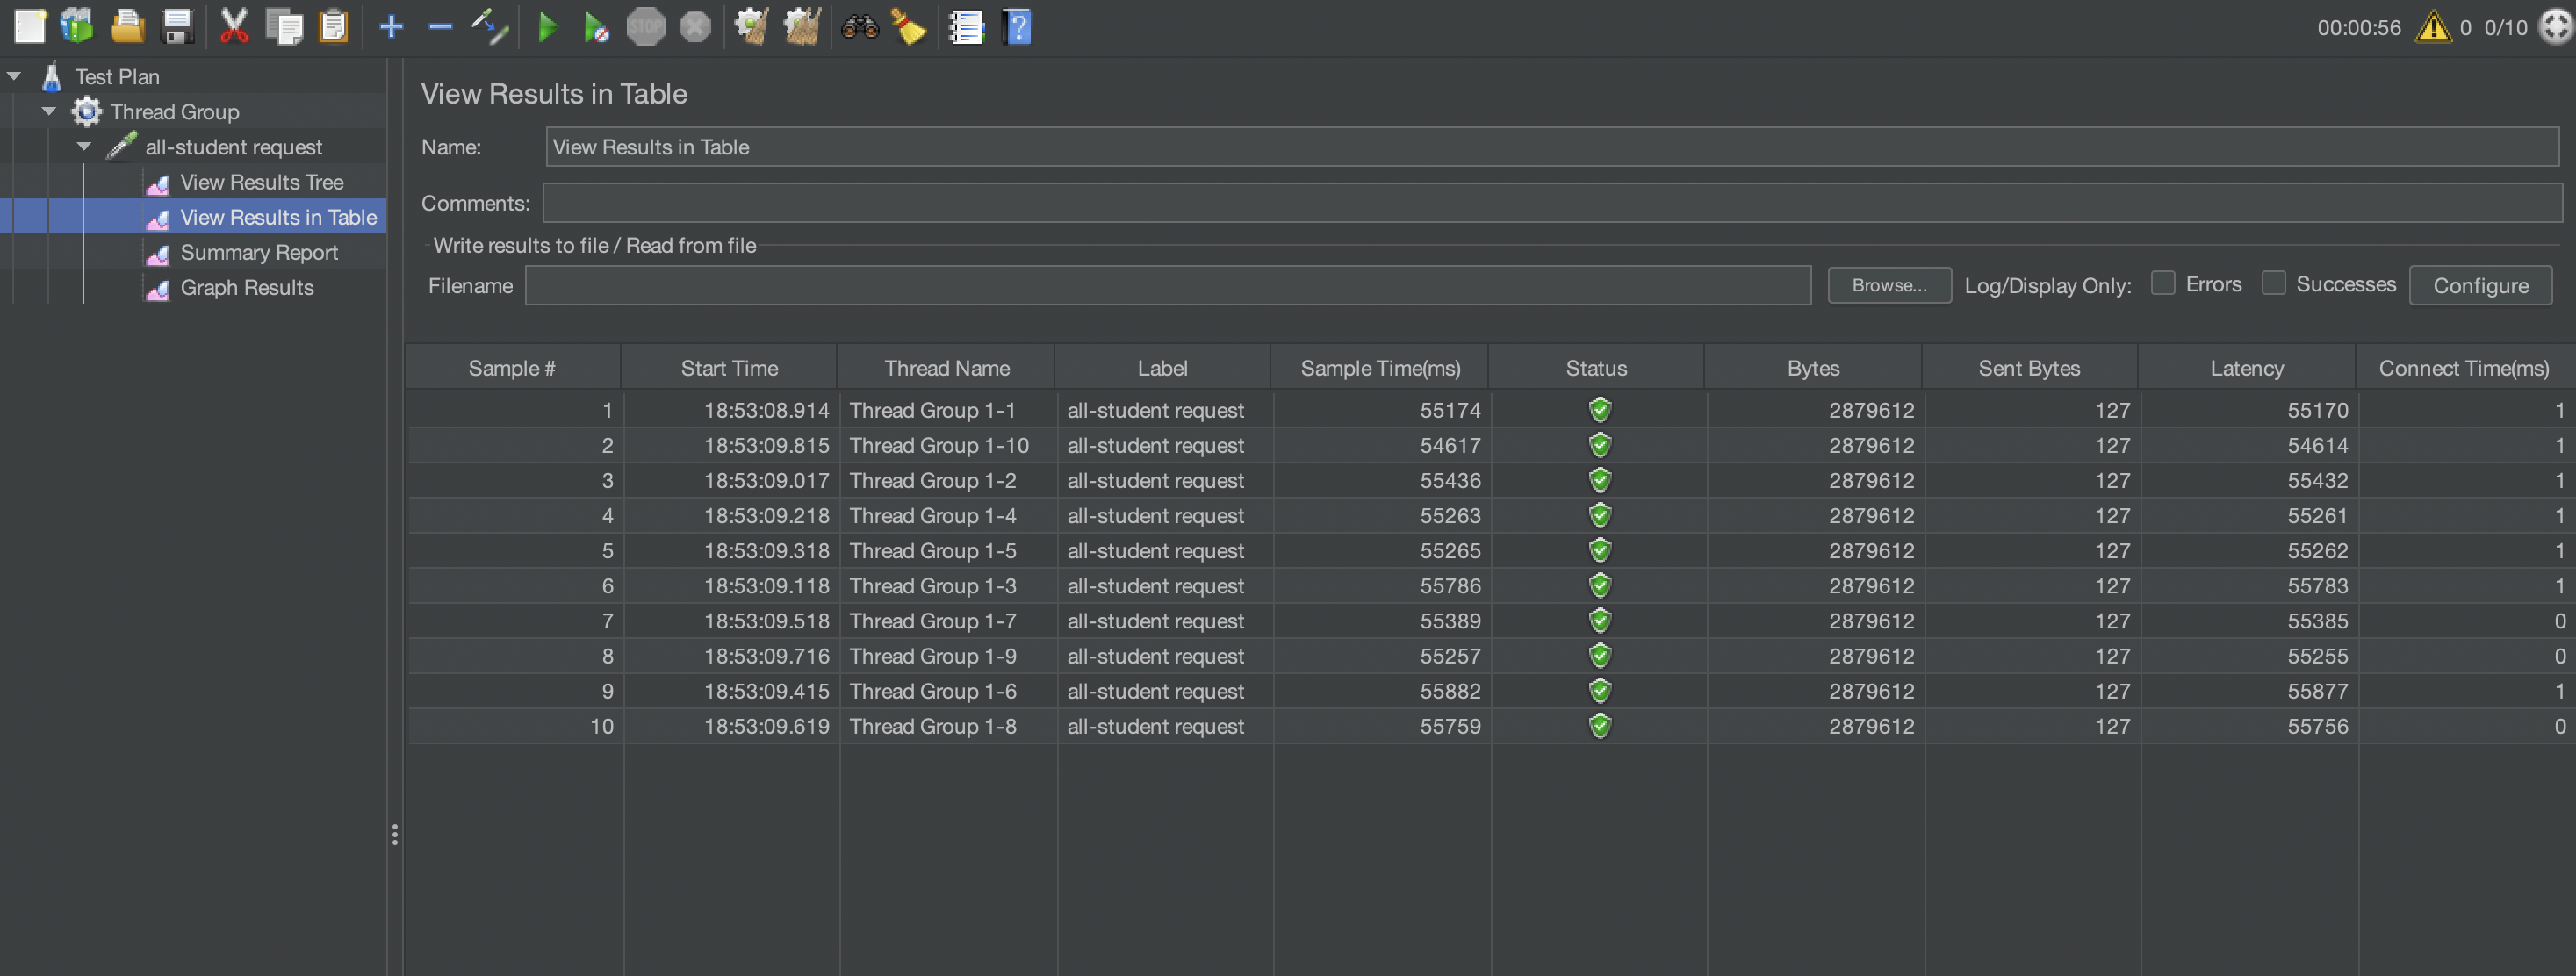 STOP
00:00:56 0 0/10
Test Plan
Thread Group
all-student request
View Results Tree
View Results in Table
Summary Report
Graph Results
View Results in Table
Name: View Results in Table
Comments:
Write results to file / Read from file
Filename Browse... Log/Display Only: Errors Successes Configure
Sample # Start Time Thread Name Label Sample Time(ms) Status Bytes Sent Bytes Latency Connect Time(ms)
1 18:53:08.914 Thread Group 1-1 all-student request 55174 2879612 127 55170 1
2 18:53:09.815 Thread Group 1-10 all-student request 54617 2879612 127 54614 1
3 18:53:09.017 Thread Group 1-2 all-student request 55436 2879612 127 55432 1
4 18:53:09.218 Thread Group 1-4 all-student request 55263 2879612 127 55261 1
5 18:53:09.318 Thread Group 1-5 all-student request 55265 2879612 127 55262 1
6 18:53:09.118 Thread Group 1-3 all-student request 55786 2879612 127 55783 1
7 18:53:09.518 Thread Group 1-7 all-student request 55389 2879612 127 55385 0
8 18:53:09.716 Thread Group 1-9 all-student request 55257 2879612 127 55255 0
9 18:53:09.415 Thread Group 1-6 all-student request 55882 2879612 127 55877 1
10 18:53:09.619 Thread Group 1-8 all-student request 55759 2879612 127 55756 0